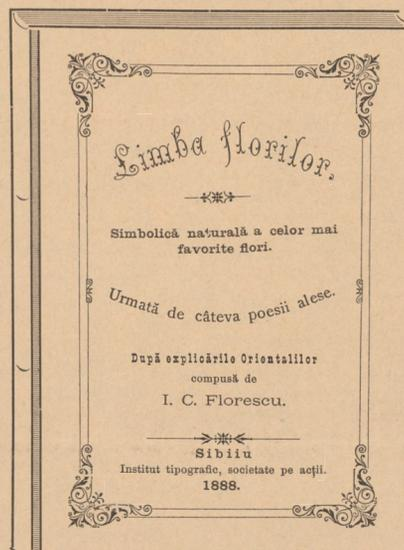 Limba florilor,
Simbolică naturală a celor mai
favorite flori.
Urmată de câteva poesii alese.
După explicările Orientalilor
compusă de
I. C. Florescu.
Sibiiu
Institut tipografic, societate pe acții.
1888.